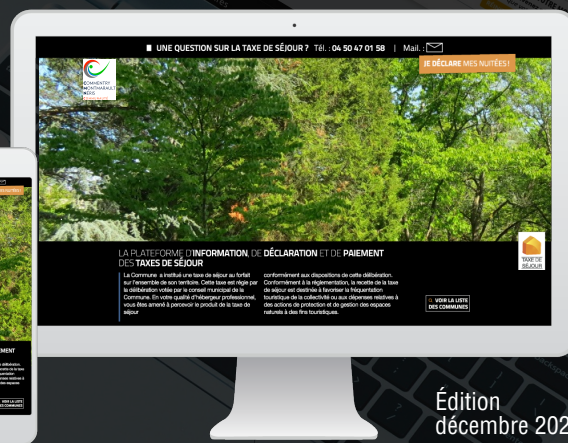 ■ UNE QUESTION SUR LA TAXE DE SÉJOUR ? Tél. : 04 50 47 01 58 | Mail. :
JE DÉCLARE MES NUITÉES !
COMMENTRY
MONTMARAULT
NÉRIS
LA PLATEFORME D'INFORMATION, DE DÉCLARATION ET DE PAIEMENT
DES TAXES DE SÉJOUR
La Commune a institué une taxe de séjour au forfait
sur l'ensemble de son territoire. Cette taxe est régie par
la délibération votée par le conseil municipal de la
Commune. En votre qualité d'hébergeur professionnel,
vous êtes amené à percevoir le produit de la taxe de
séjour
conformément aux dispositions de cette délibération.
Conformément à la réglementation, la recette de la taxe
de séjour est destinée à favoriser la fréquentation
touristique de la collectivité ou aux dépenses relatives à
des actions de protection et de gestion des espaces
naturels à des fins touristiques.
TAXE DE
SÉJOUR
VOIR LA LISTE
DES COMMUNES
Édition
décembre 202